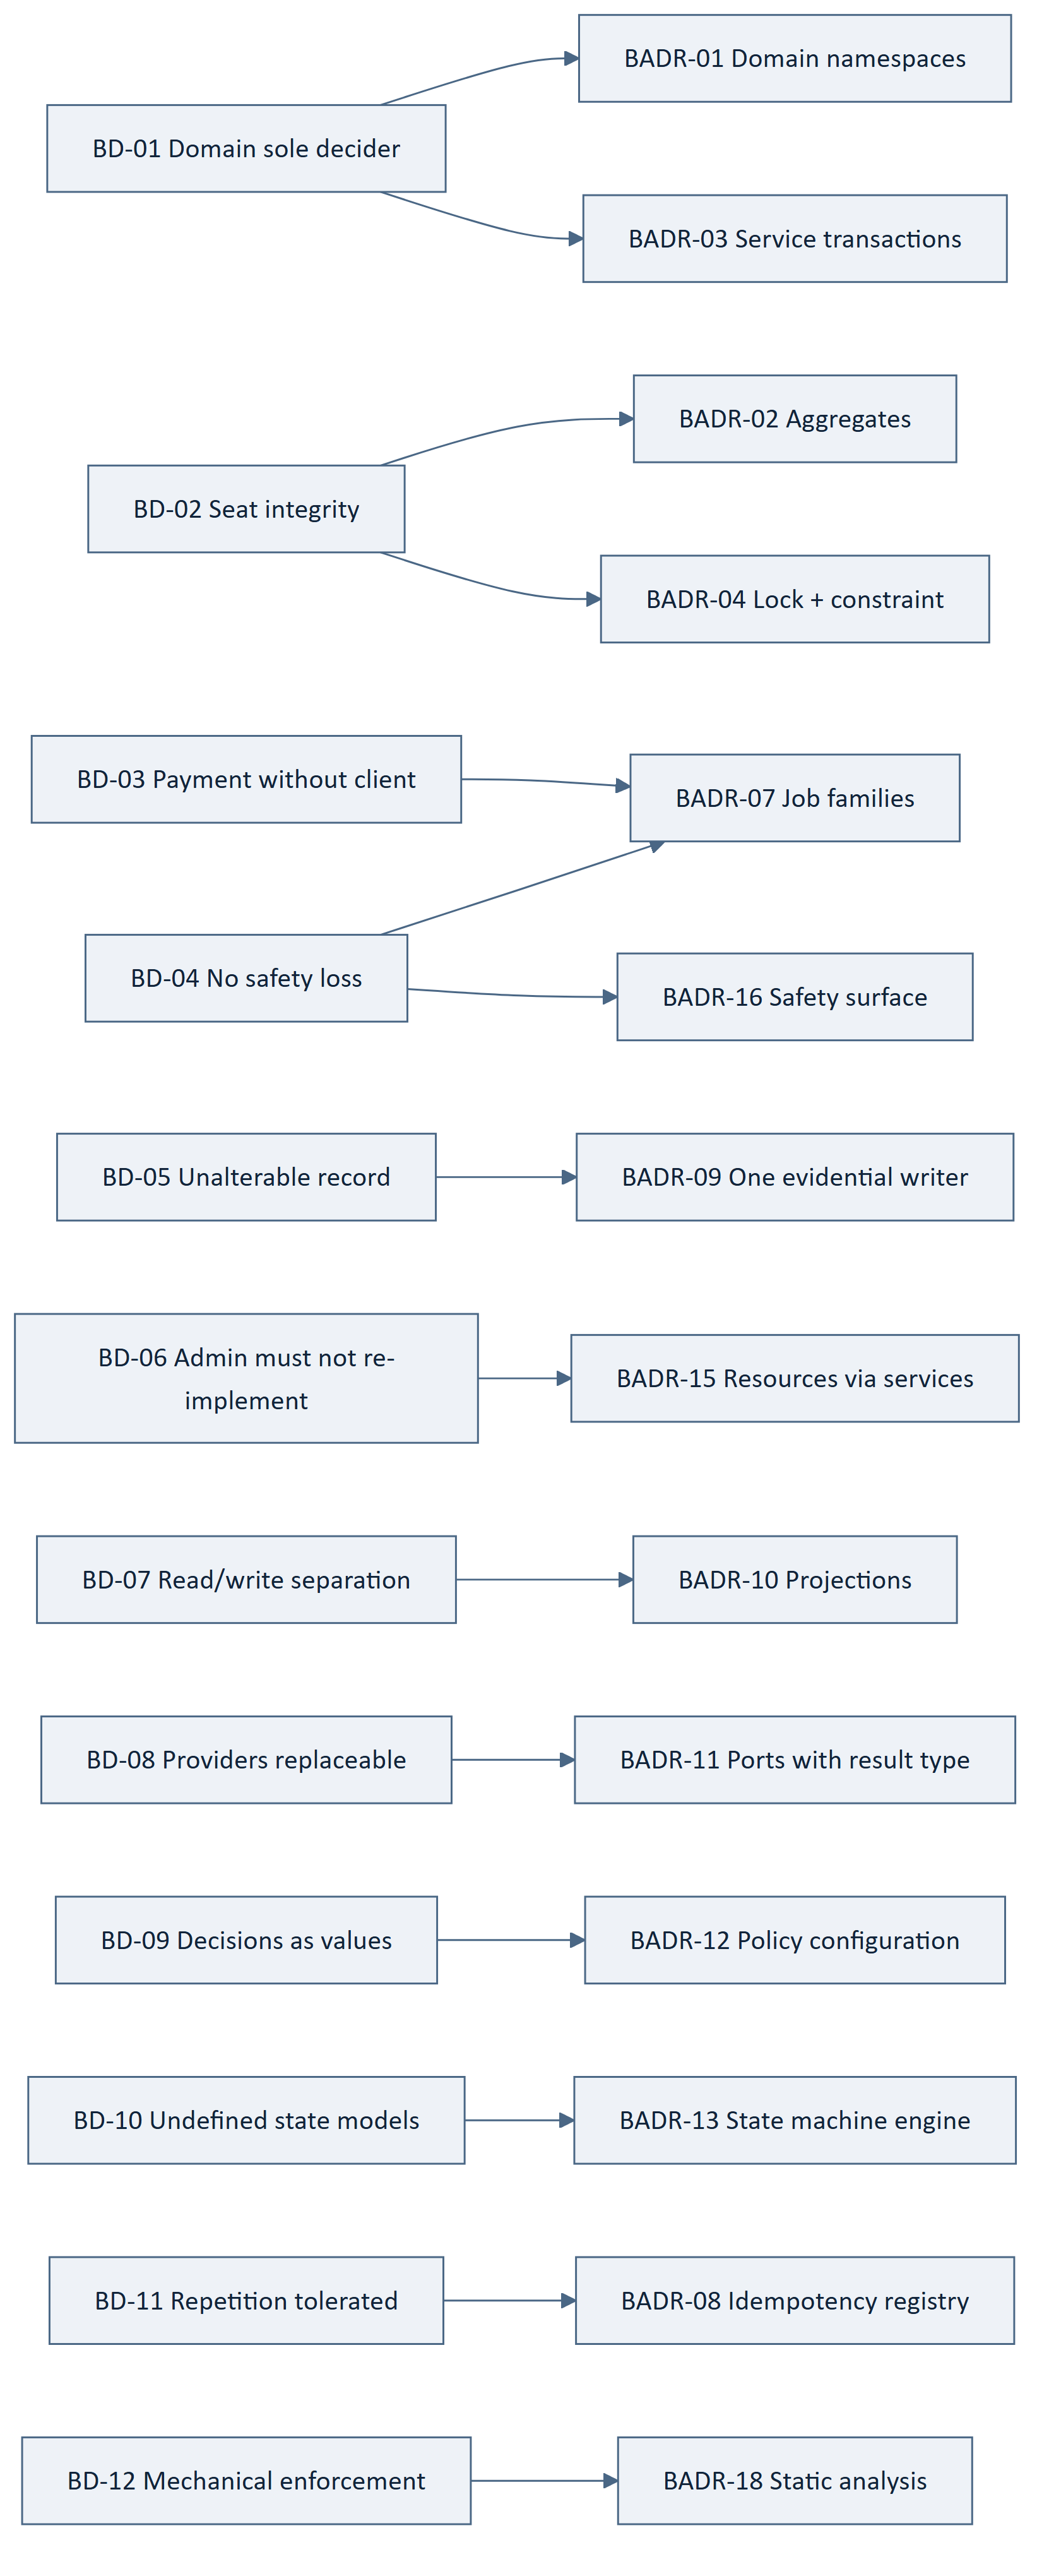 BADR-01 Domain namespaces
BD-01 Domain sole decider
BADR-03 Service transactions
BADR-02 Aggregates
BD-02 Seat integrity
BADR-04 Lock + constraint
BD-03 Payment without client
BADR-07 Job families
BD-04 No safety loss
BADR-16 Safety surface
BD-05 Unalterable record
BADR-09 One evidential writer
BD-06 Admin must not re-
implement
BADR-15 Resources via services
BD-07 Read/write separation
BADR-10 Projections
BD-08 Providers replaceable
BADR-11 Ports with result type
BD-09 Decisions as values
BADR-12 Policy configuration
BD-10 Undefined state models
BADR-13 State machine engine
BD-11 Repetition tolerated
BADR-08 Idempotency registry
BD-12 Mechanical enforcement
BADR-18 Static analysis